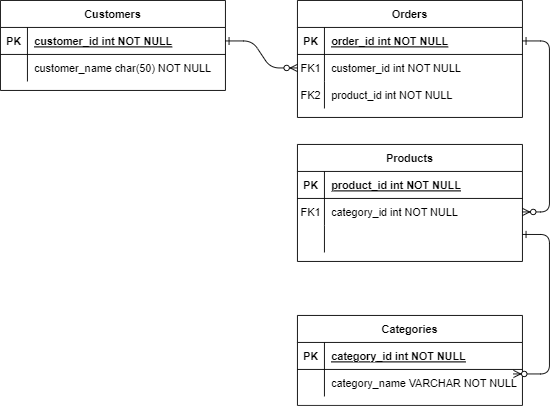 Customers
PK customer_id int NOT NULL
customer_name char(50) NOT NULL
Orders
PK order_id int NOT NULL
FK1 customer_id int NOT NULL
FK2 product_id int NOT NULL
Products
PK product_id int NOT NULL
FK1 category_id int NOT NULL
Categories
PK category_id int NOT NULL
category_name VARCHAR NOT NULL